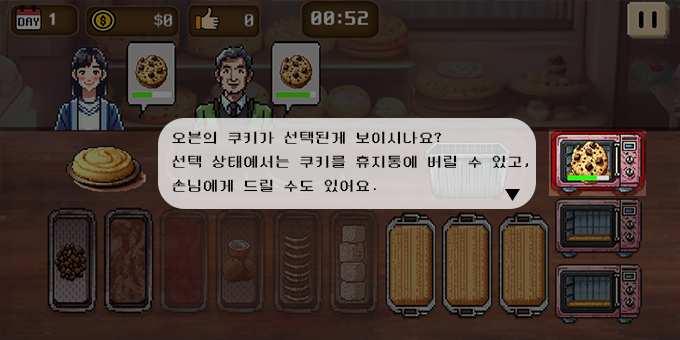 DAY 1
$0
0
00:52
오븐의 쿠키가 선택된게 보이시나요?
선택 상태에서는 쿠키를 휴지통에 버릴 수 있고,
손님에게 드릴 수도 있어요.